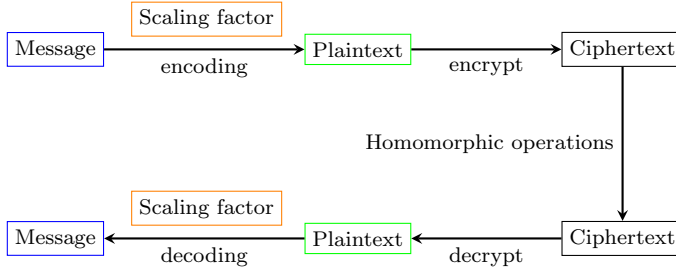 Scaling factor
Message
encoding
Plaintext
encrypt
Ciphertext
Homomorphic operations
Scaling factor
Message
decoding
Plaintext
decrypt
Ciphertext